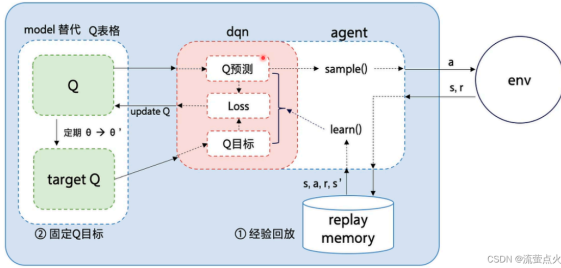 model 替代 Q表格
dqn
agent
Q
Q预测
sample()
a
env
s, r
Loss
update Q
learn()
定期 θ → θ'
Q目标
target Q
s, a, r, s'
② 固定Q目标
① 经验回放
replay
memory
CSDN @流萤点火